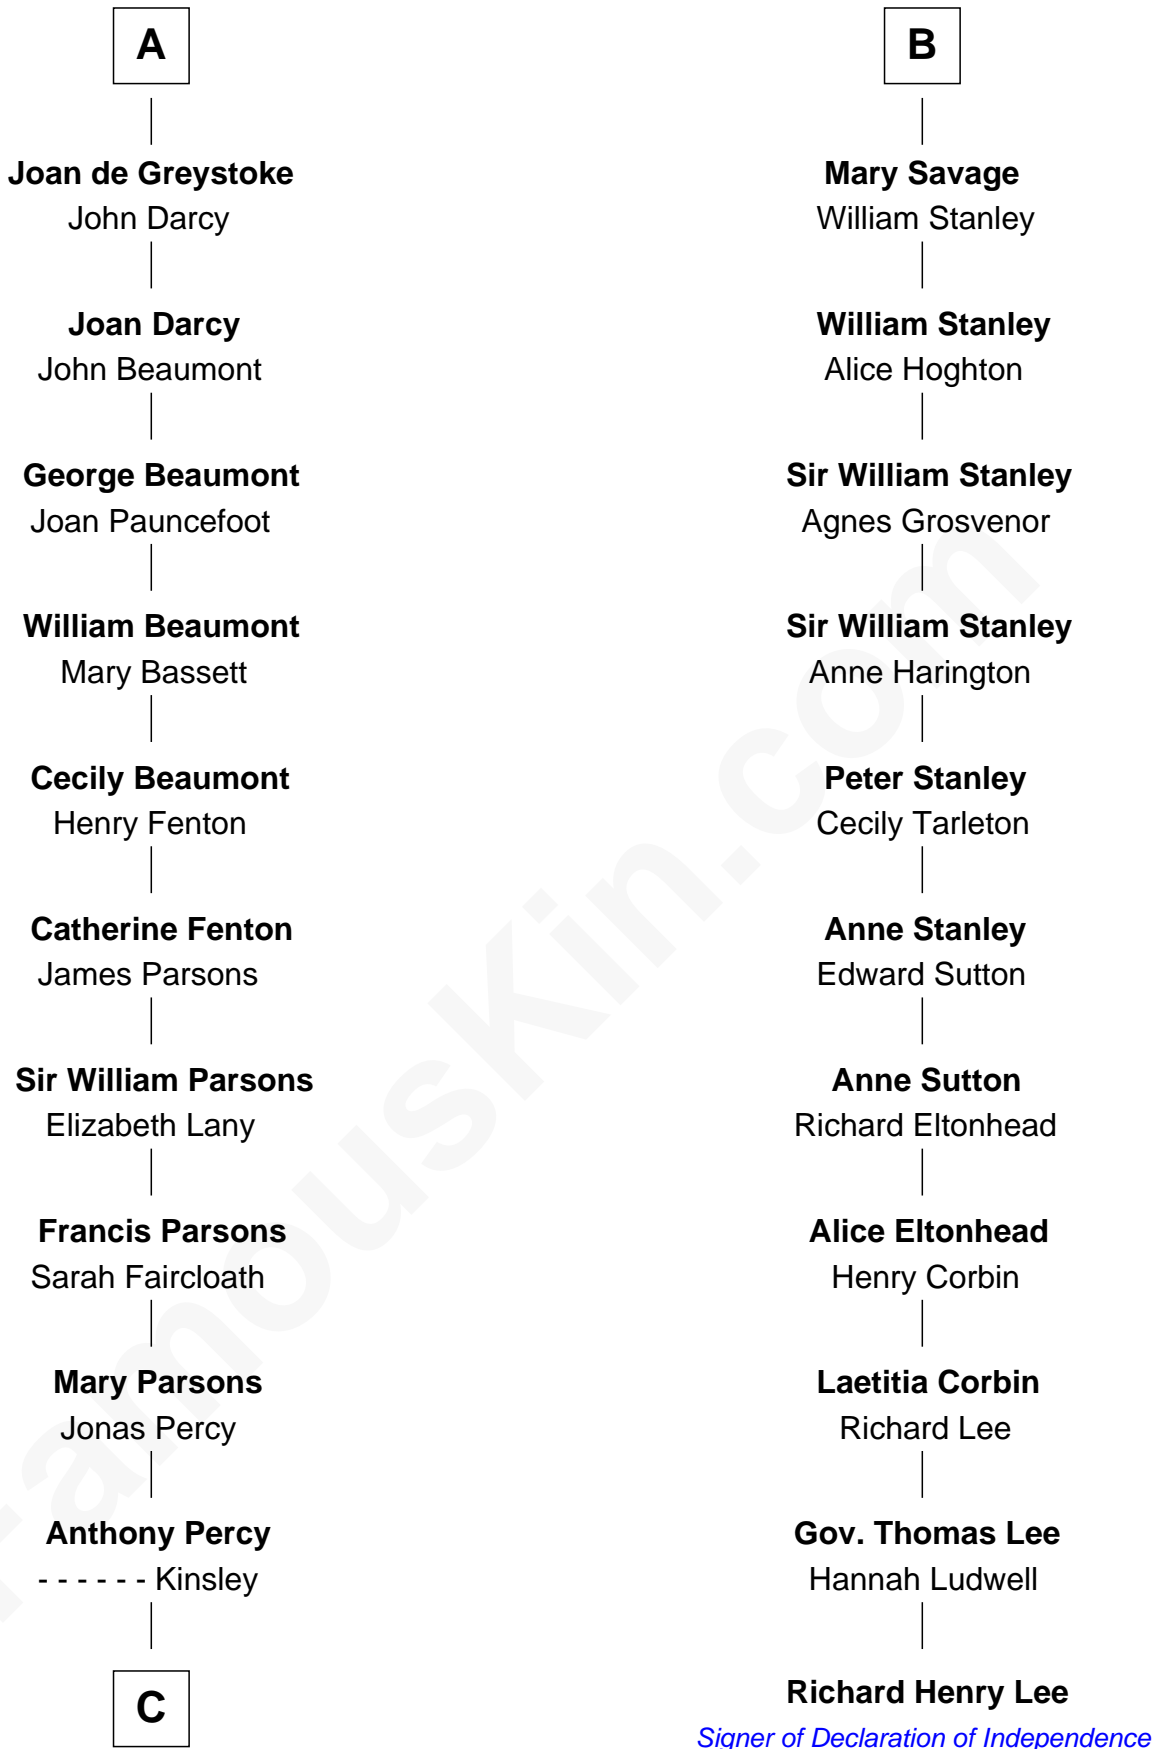 A
Joan de Greystoke
John Darcy
Joan Darcy
John Beaumont
George Beaumont
Joan Pauncefoot
William Beaumont
Mary Bassett
Cecily Beaumont
Henry Fenton
Catherine Fenton
James Parsons
Sir William Parsons
Elizabeth Lany
Francis Parsons
Sarah Faircloath
Mary Parsons
Jonas Percy
Anthony Percy
- - - - - - Kinsley
C
B
Mary Savage
William Stanley
William Stanley
Alice Hoghton
Sir William Stanley
Agnes Grosvenor
Sir William Stanley
Anne Harington
Peter Stanley
Cecily Tarleton
Anne Stanley
Edward Sutton
Anne Sutton
Richard Eltonhead
Alice Eltonhead
Henry Corbin
Laetitia Corbin
Richard Lee
Gov. Thomas Lee
Hannah Ludwell
Richard Henry Lee
Signer of Declaration of Independence
FamousKin.com